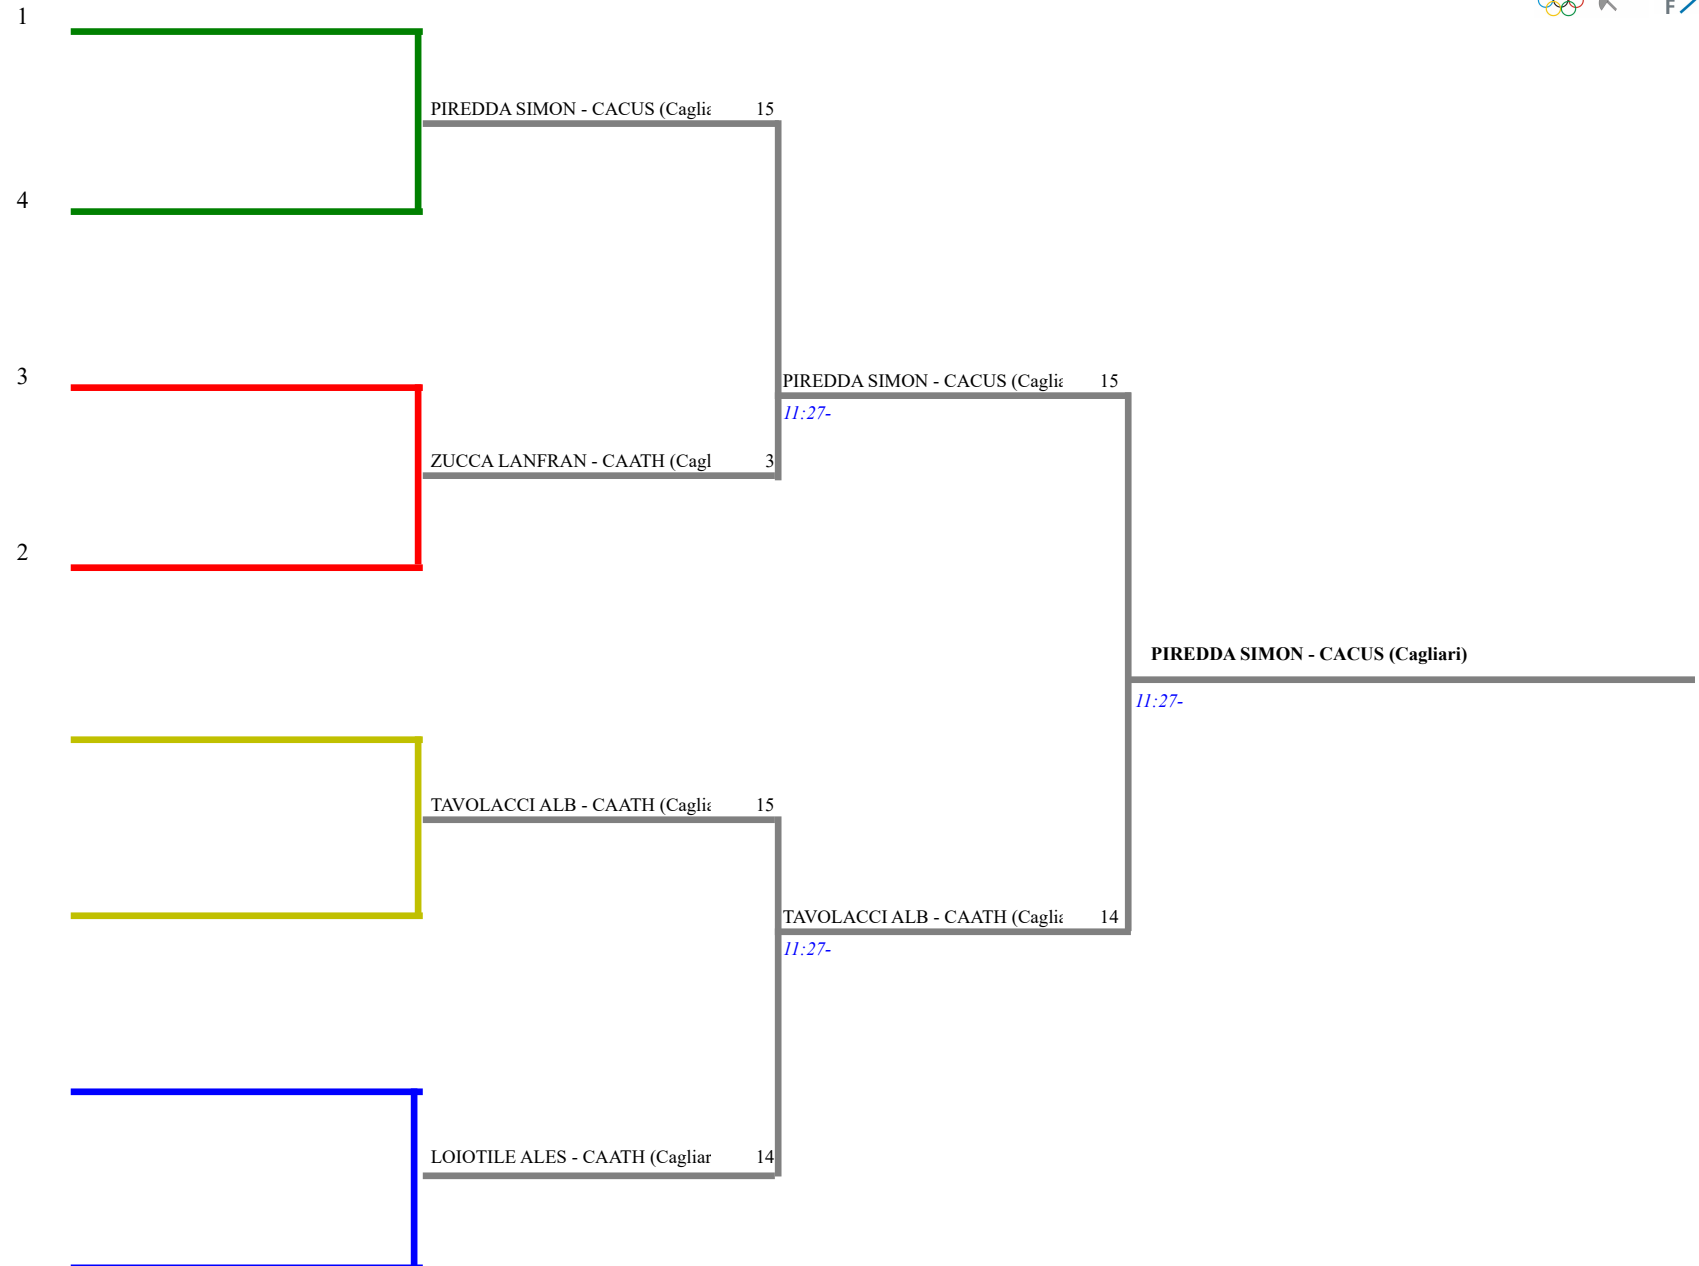 1
F
PIREDDA SIMON - CACUS (Caglia 15
4
3
PIREDDA SIMON - CACUS (Caglia 15
11:27-
ZUCCA LANFRAN - CAATH (Cagl 3
2
PIREDDA SIMON - CACUS (Cagliari)
11:27-
TAVOLACCI ALB - CAATH (Caglia 15
TAVOLACCI ALB - CAATH (Caglia 14
11:27-
LOIOTILE ALES - CAATH (Cagliar 14